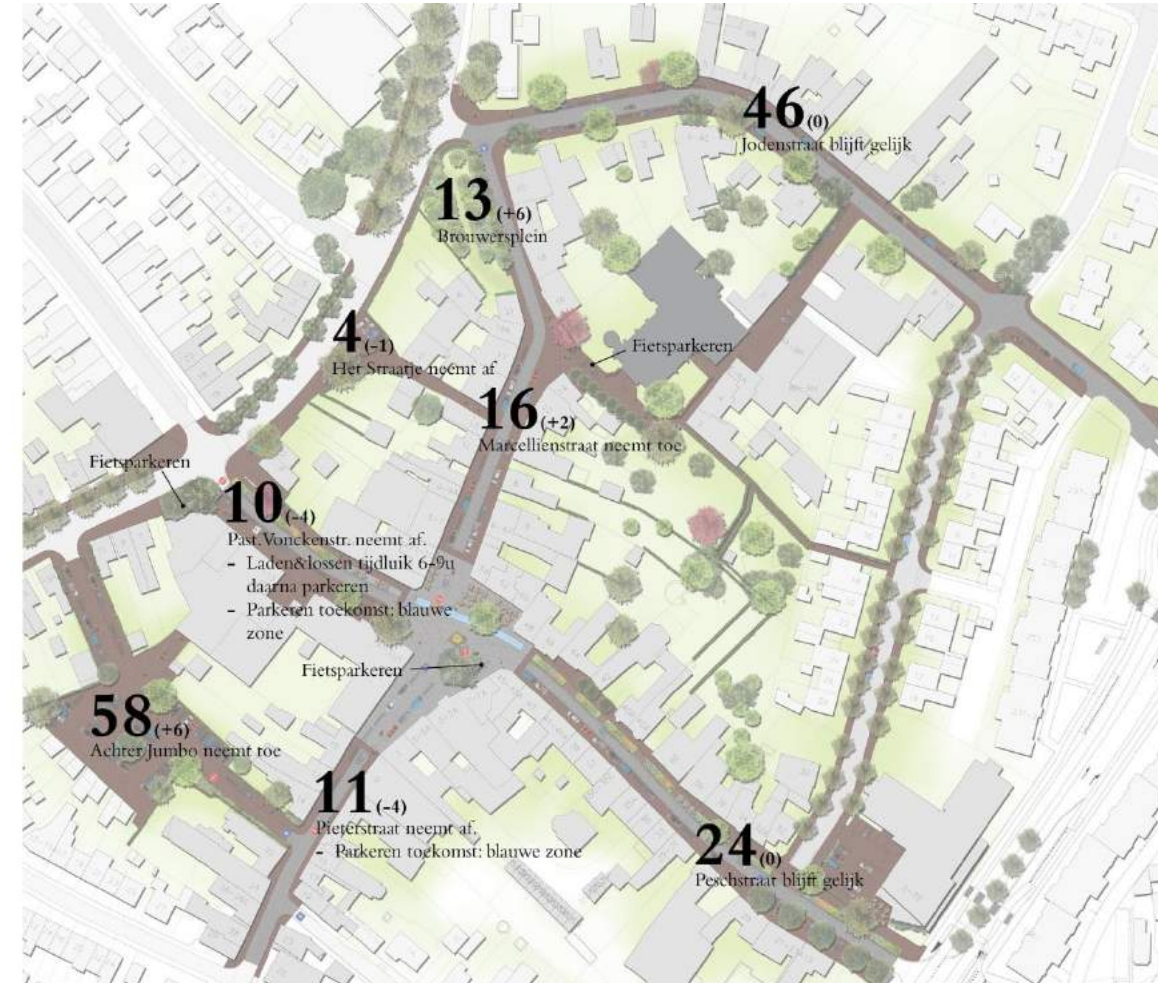 46 (0)
Jodenstraat blijft gelijk
13 (+6)
Brouwersplein
4 (-1)
Het Straatje neemt af
Fietsparkeren
16 (+2)
Marcellienstraat neemt toe
Fietsparkeren
10 (-4)
Past.Vonckenstr. neemt af.
- Laden&lossen tijdluik 6-9u
daarna parkeren
- Parkeren toekomst: blauwe
zone
Fietsparkeren
58 (+6)
Achter Jumbo neemt toe
11 (-4)
Pieterstraat neemt af.
- Parkeren toekomst: blauwe zone
24 (0)
Peschstraat blijft gelijk